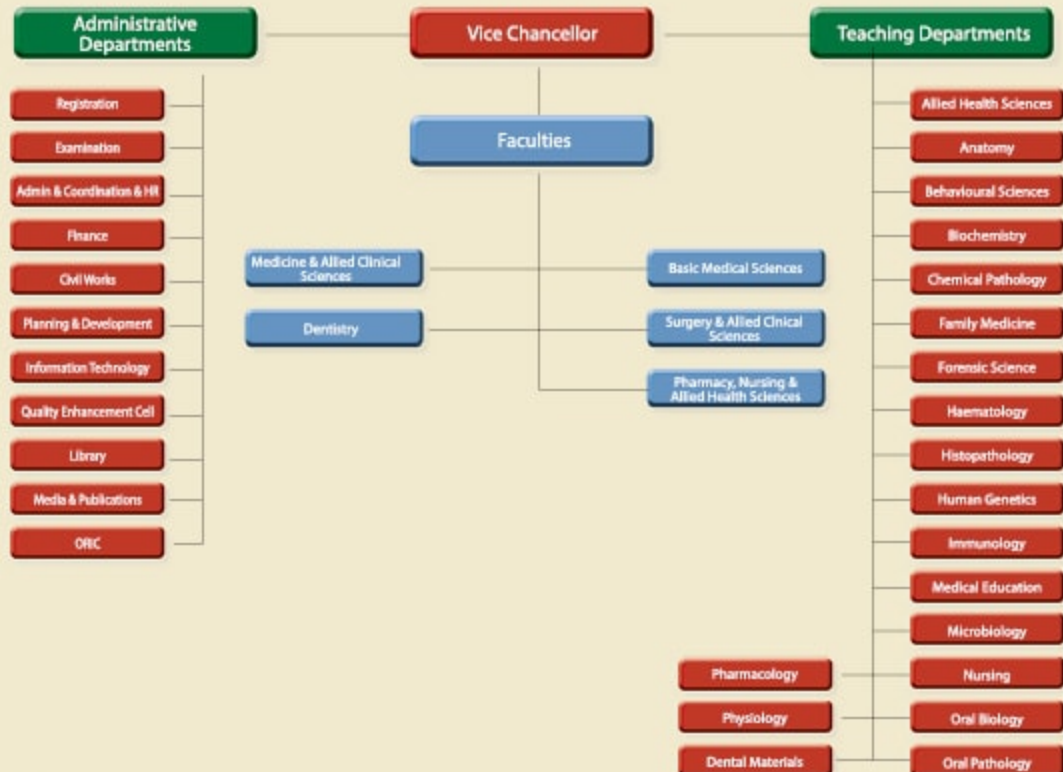 Administrative
Departments
Vice Chancellor
Teaching Departments
Faculties
Registration
Examination
Admin & Coordination & HR
Finance
Civil Works
Planning & Development
Information Technology
Quality Enhancement Cell
Library
Media & Publications
ORIC
Medicine & Allied Clinical
Sciences
Dentistry
Basic Medical Sciences
Surgery & Allied Clnical
Sciences
Pharmacy, Nursing &
Allied Health Sciences
Allied Health Sciences
Anatomy
Behavioural Sciences
Biochemistry
Chemical Pathology
Family Medicine
Forensic Science
Haematology
Histopathology
Human Genetics
Immunology
Medical Education
Microbiology
Nursing
Oral Biology
Oral Pathology
Pharmacology
Physiology
Dental Materials